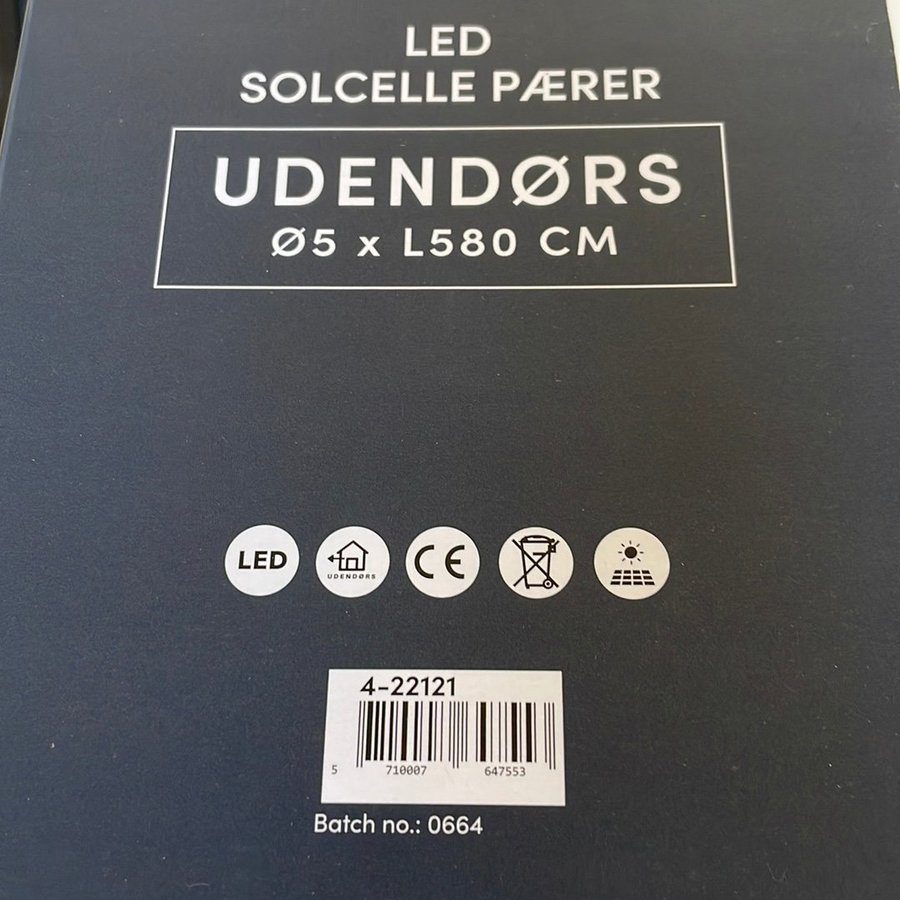 LED
SOLCELLE PÆRER
UDENDØRS
Ø5 x L580 CM
LED
UDENDØRS
CE
4-22121
5 710007 647553
Batch no.: 0664